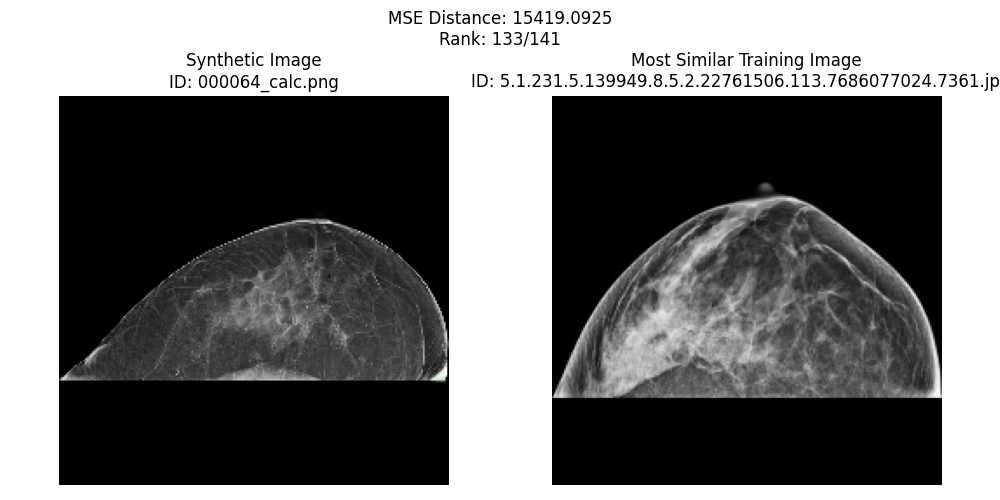 MSE Distance: 15419.0925
Rank: 133/141
Synthetic Image
ID: 000064_calc.png
Most Similar Training Image
ID: 5.1.231.5.139949.8.5.2.22761506.113.7686077024.7361.jp